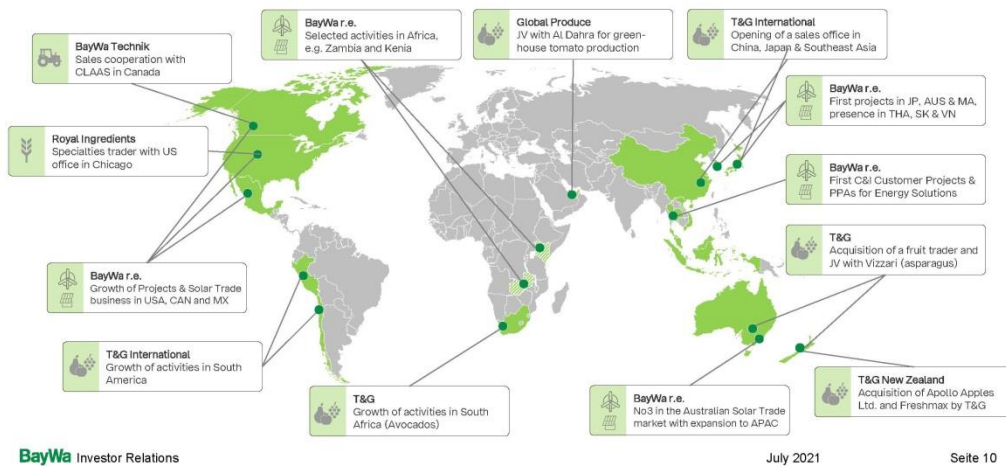 BayWa r.e.
Selected activities in Africa,
e.g. Zambia and Kenia
Global Produce
JV with Al Dahra for green-
house tomato production
T&G International
Opening of a sales office in
China, Japan & Southeast Asia
BayWa Technik
Sales cooperation with
CLAAS in Canada
BayWa r.e.
First projects in JP, AUS & MA,
presence in THA, SK & VN
Royal Ingredients
Specialties trader with US
office in Chicago
BayWa r.e.
First C&I Customer Projects &
PPAs for Energy Solutions
T&G
Acquisition of a fruit trader and
JV with Vizzari (asparagus)
BayWa r.e.
Growth of Projects & Solar Trade
business in USA, CAN and MX
T&G International
Growth of activities in South
America
T&G
Growth of activities in South
Africa (Avocados)
BayWa r.e.
No3 in the Australian Solar Trade
market with expansion to APAC
T&G New Zealand
Acquisition of Apollo Apples
Ltd. and Freshmax by T&G
BayWa Investor Relations
July 2021
Seite 10